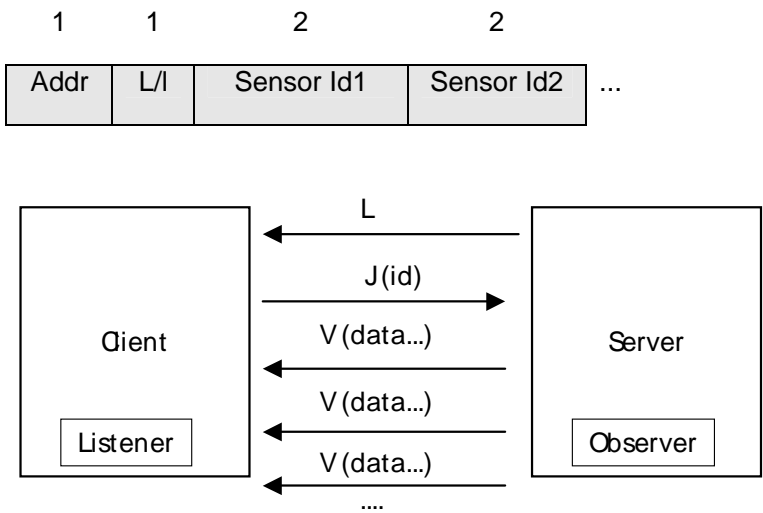 1 1 2 2
Addr L/l Sensor Id1 Sensor Id2 ...
L
J(id)
Client V(data...) Server
V(data...)
Listener Observer
V(data...)
....